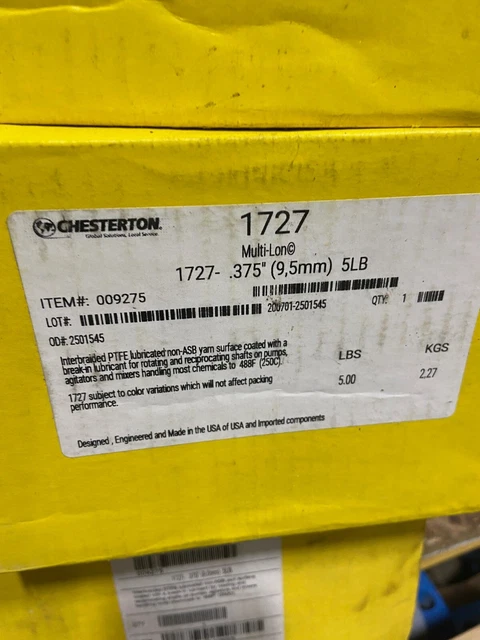 CHESTERTON.
Global Solutions, Local Service.
1727
Multi-Lon©
1727- .375" (9,5mm) 5LB
ITEM#: 009275
LOT#:
200701-2501545
QTY: 1
OD#:2501545
Interbraided PTFE lubricated non-ASB yarn surface coated with a
break-in lubricant for rotating and reciprocating shafts on pumps,
agitators and mixers handling most chemicals to 488F (250C).
LBS KGS
1727 subject to color variations which will not affect packing
performance.
5.00 2.27
Designed , Engineered and Made in the USA of USA and Imported components